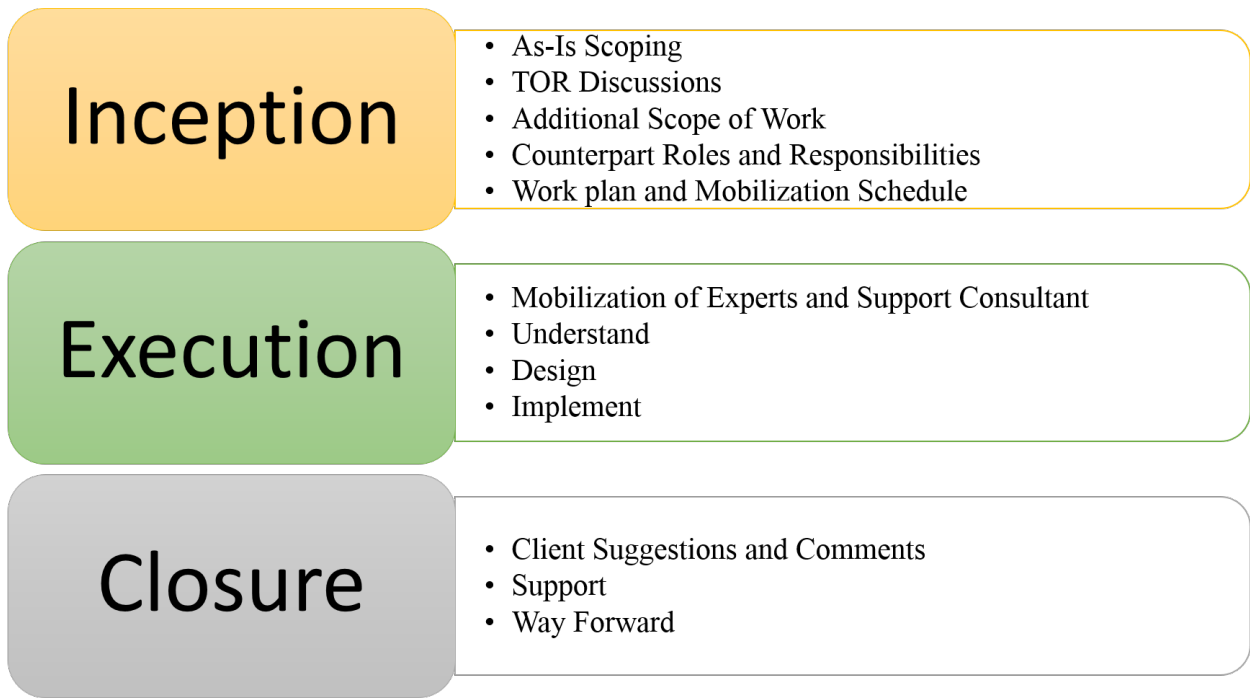 Inception
• As-Is Scoping
• TOR Discussions
• Additional Scope of Work
• Counterpart Roles and Responsibilities
• Work plan and Mobilization Schedule
Execution
• Mobilization of Experts and Support Consultant
• Understand
• Design
• Implement
Closure
• Client Suggestions and Comments
• Support
• Way Forward